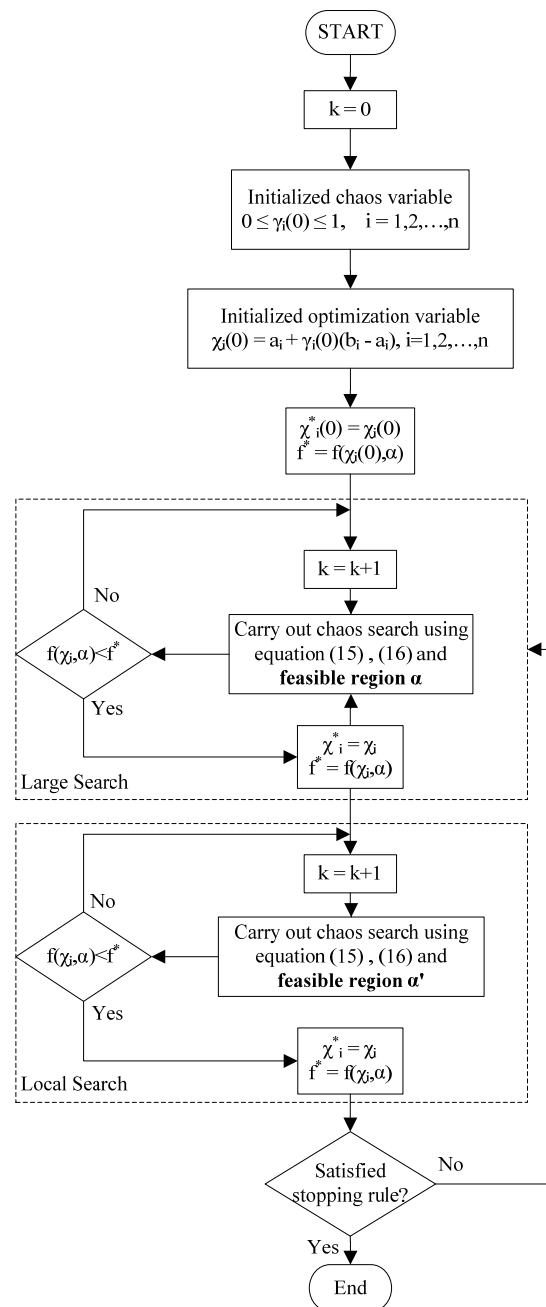 START
k = 0
Initialized chaos variable
0 ≤ γi(0) ≤ 1, i = 1,2,…,n
Initialized optimization variable
χi(0) = ai + γi(0)(bi - ai), i=1,2,…,n
χ*i(0) = χi(0)
f* = f(χi(0),α)
k = k+1
No
Carry out chaos search using
equation (15) , (16) and
feasible region α
f(χi,α)<f*
Yes
χ*i = χi
f* = f(χi,α)
Large Search
k = k+1
No
Carry out chaos search using
equation (15) , (16) and
feasible region α'
f(χi,α)<f*
Yes
χ*i = χi
f* = f(χi,α)
Local Search
Satisfied
stopping rule?
No
Yes
End